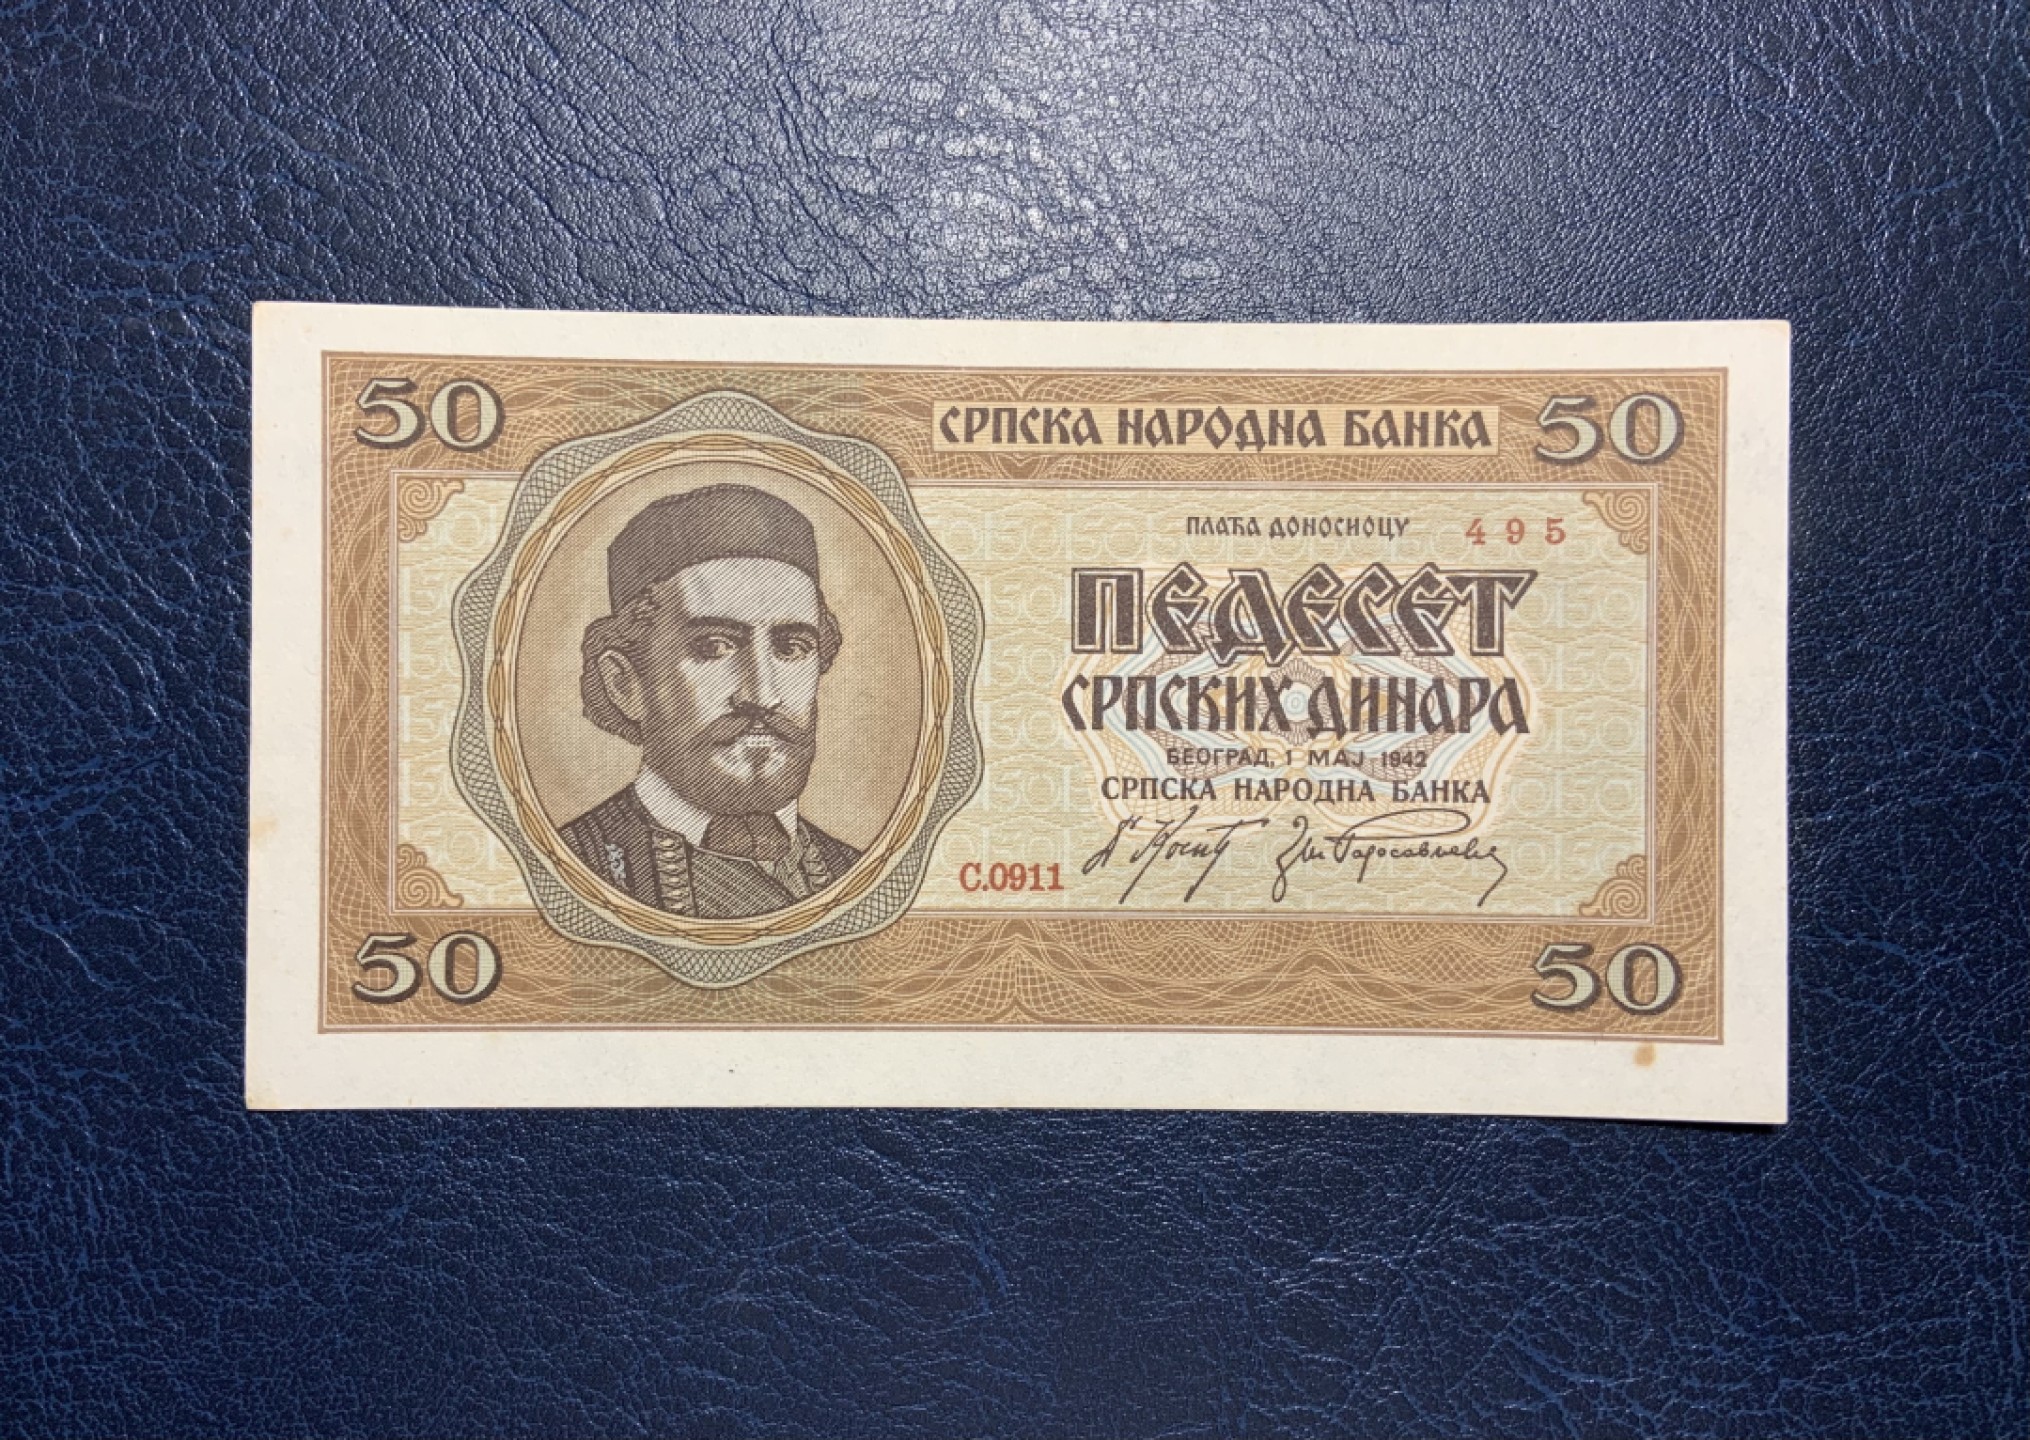 50 СРПСКА НАРОДНА БАНКА 50
ПЛАЋА ДОНОСИОЦУ 495
ПЕДЕСЕТ
СРПСКИХ ДИНАРА
БЕОГРАД, 1 МАЈ 1942
СРПСКА НАРОДНА БАНКА
С.0911
50 50